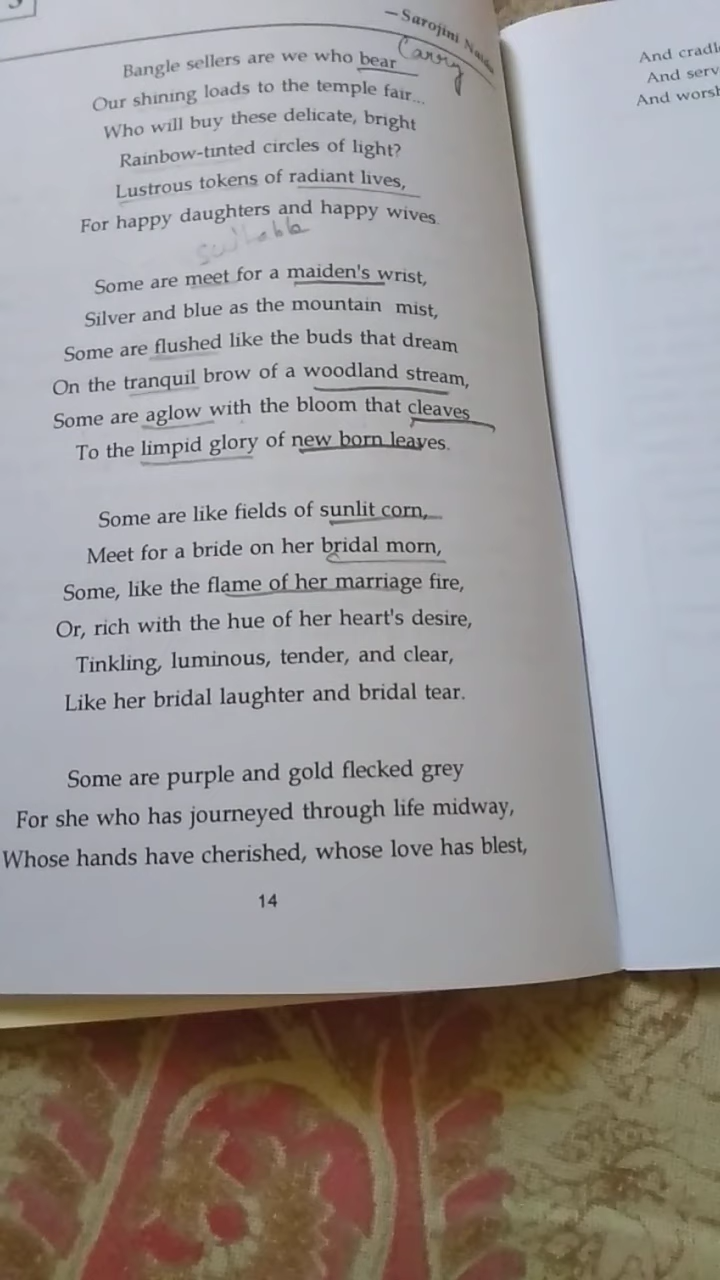 —Sarojini Naidu
Bangle sellers are we who bear Carry
Our shining loads to the temple fair...
Who will buy these delicate, bright
Rainbow-tinted circles of light?
Lustrous tokens of radiant lives,
For happy daughters and happy wives.
Some are meet for a maiden's wrist,
Silver and blue as the mountain mist,
Some are flushed like the buds that dream
On the tranquil brow of a woodland stream,
Some are aglow with the bloom that cleaves
To the limpid glory of new born leaves.
Some are like fields of sunlit corn,
Meet for a bride on her bridal morn,
Some, like the flame of her marriage fire,
Or, rich with the hue of her heart's desire,
Tinkling, luminous, tender, and clear,
Like her bridal laughter and bridal tear.
Some are purple and gold flecked grey
For she who has journeyed through life midway,
Whose hands have cherished, whose love has blest,
14
And
And
And